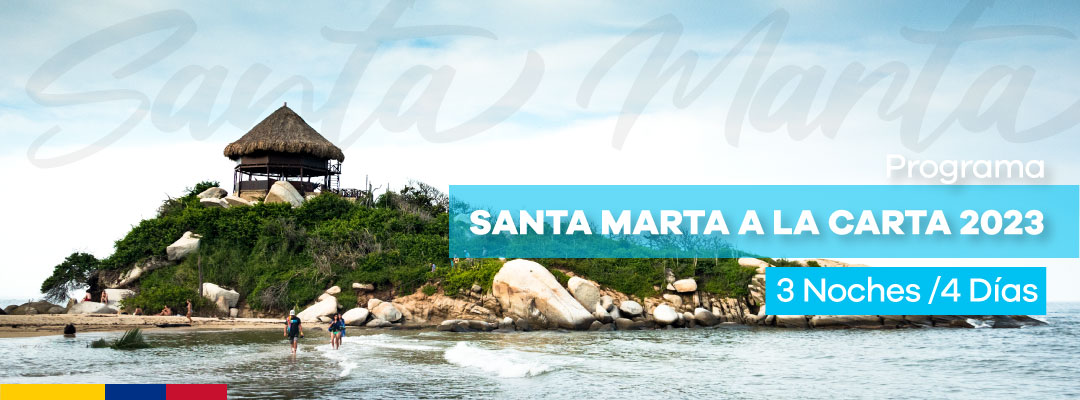 Santa Marta
Programa
SANTA MARTA A LA CARTA 2023
3 Noches /4 Días